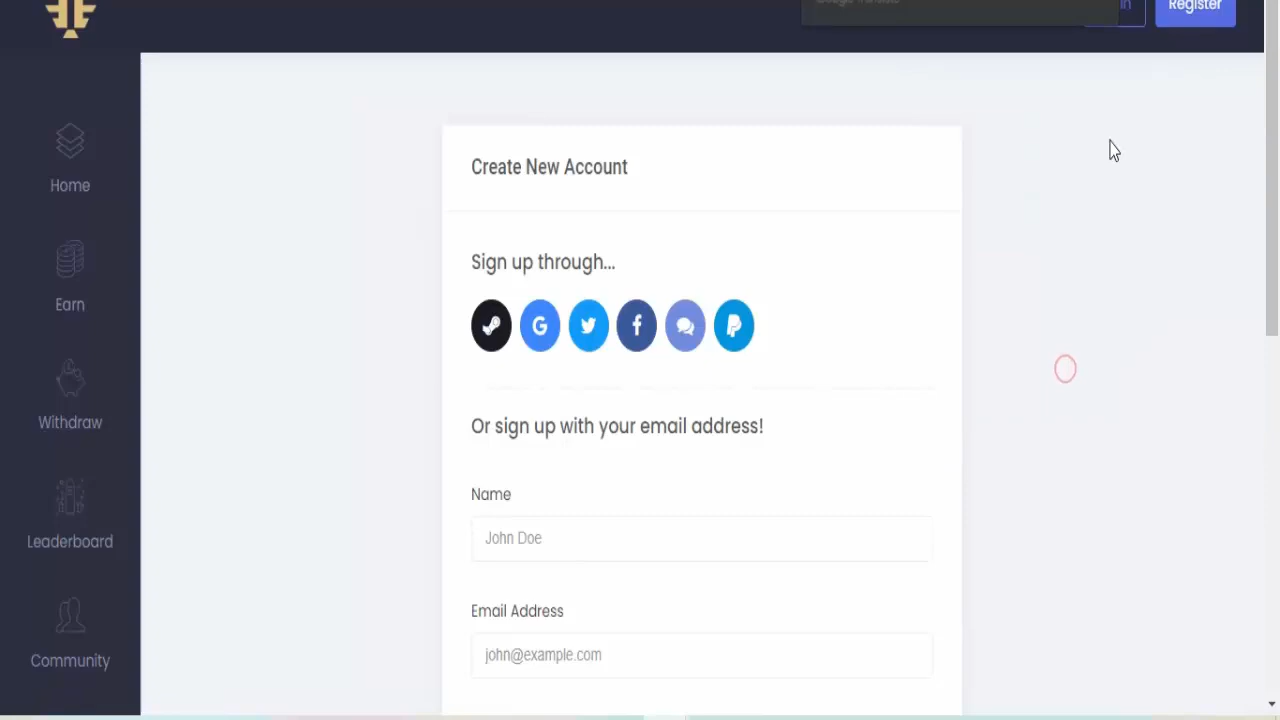 Register
Home
Earn
Withdraw
Leaderboard
Community
Create New Account
Sign up through...
Or sign up with your email address!
Name
John Doe
Email Address
john@example.com